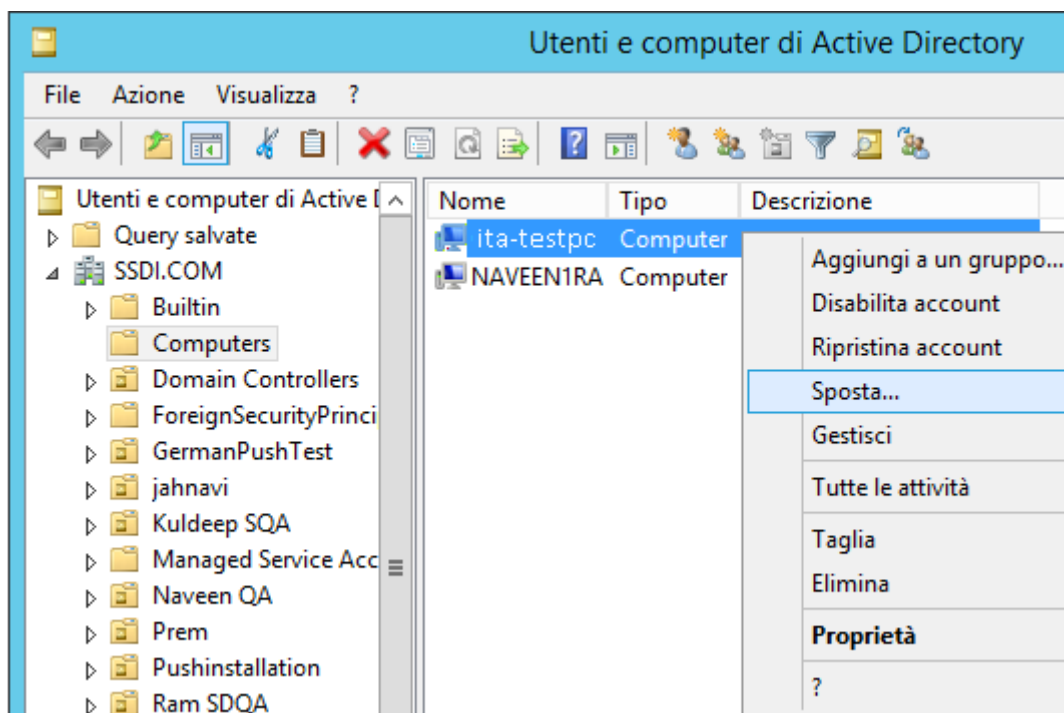 Utenti e computer di Active Directory
File Azione Visualizza ?
Utenti e computer di Active D
Query salvate
SSDI.COM
Builtin
Computers
Domain Controllers
ForeignSecurityPrinci
GermanPushTest
jahnavi
Kuldeep SQA
Managed Service Acc
Naveen QA
Prem
Pushinstallation
Ram SDQA
Nome Tipo Descrizione
ita-testpc Computer
NAVEEN1RA Computer
Aggiungi a un gruppo...
Disabilita account
Ripristina account
Sposta...
Gestisci
Tutte le attività
Taglia
Elimina
Proprietà
?